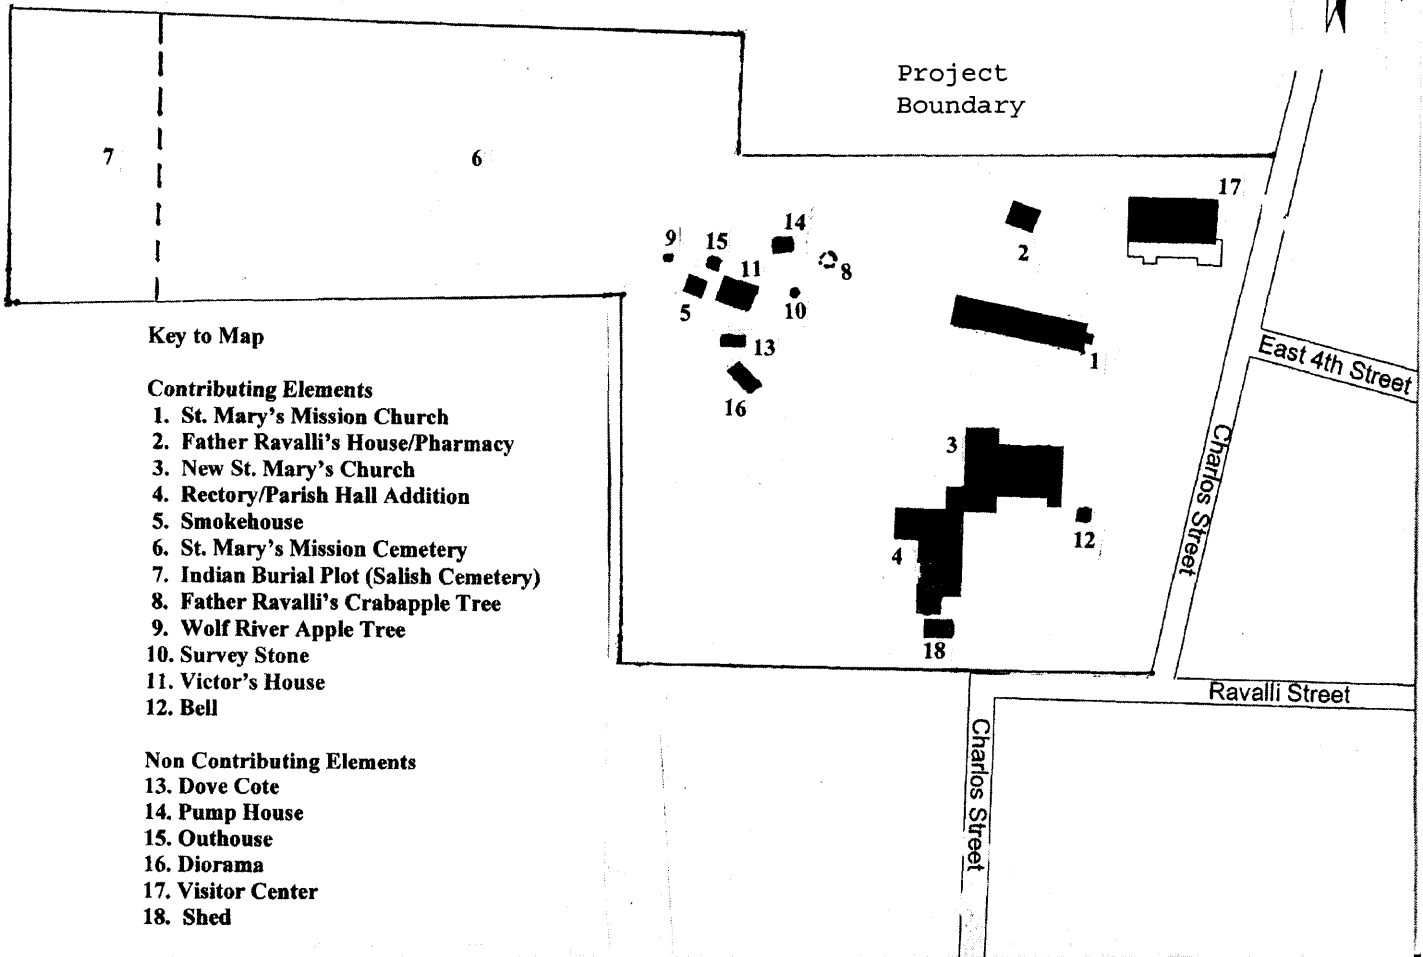 Project
Boundary
7
6
17
14
9
15
2
11
8
5
10
13
1
16
East 4th Street
3
Charlos Street
12
4
18
Ravalli Street
Charlos Street
Key to Map
Contributing Elements
1. St. Mary's Mission Church
2. Father Ravalli's House/Pharmacy
3. New St. Mary's Church
4. Rectory/Parish Hall Addition
5. Smokehouse
6. St. Mary's Mission Cemetery
7. Indian Burial Plot (Salish Cemetery)
8. Father Ravalli's Crabapple Tree
9. Wolf River Apple Tree
10. Survey Stone
11. Victor's House
12. Bell
Non Contributing Elements
13. Dove Cote
14. Pump House
15. Outhouse
16. Diorama
17. Visitor Center
18. Shed